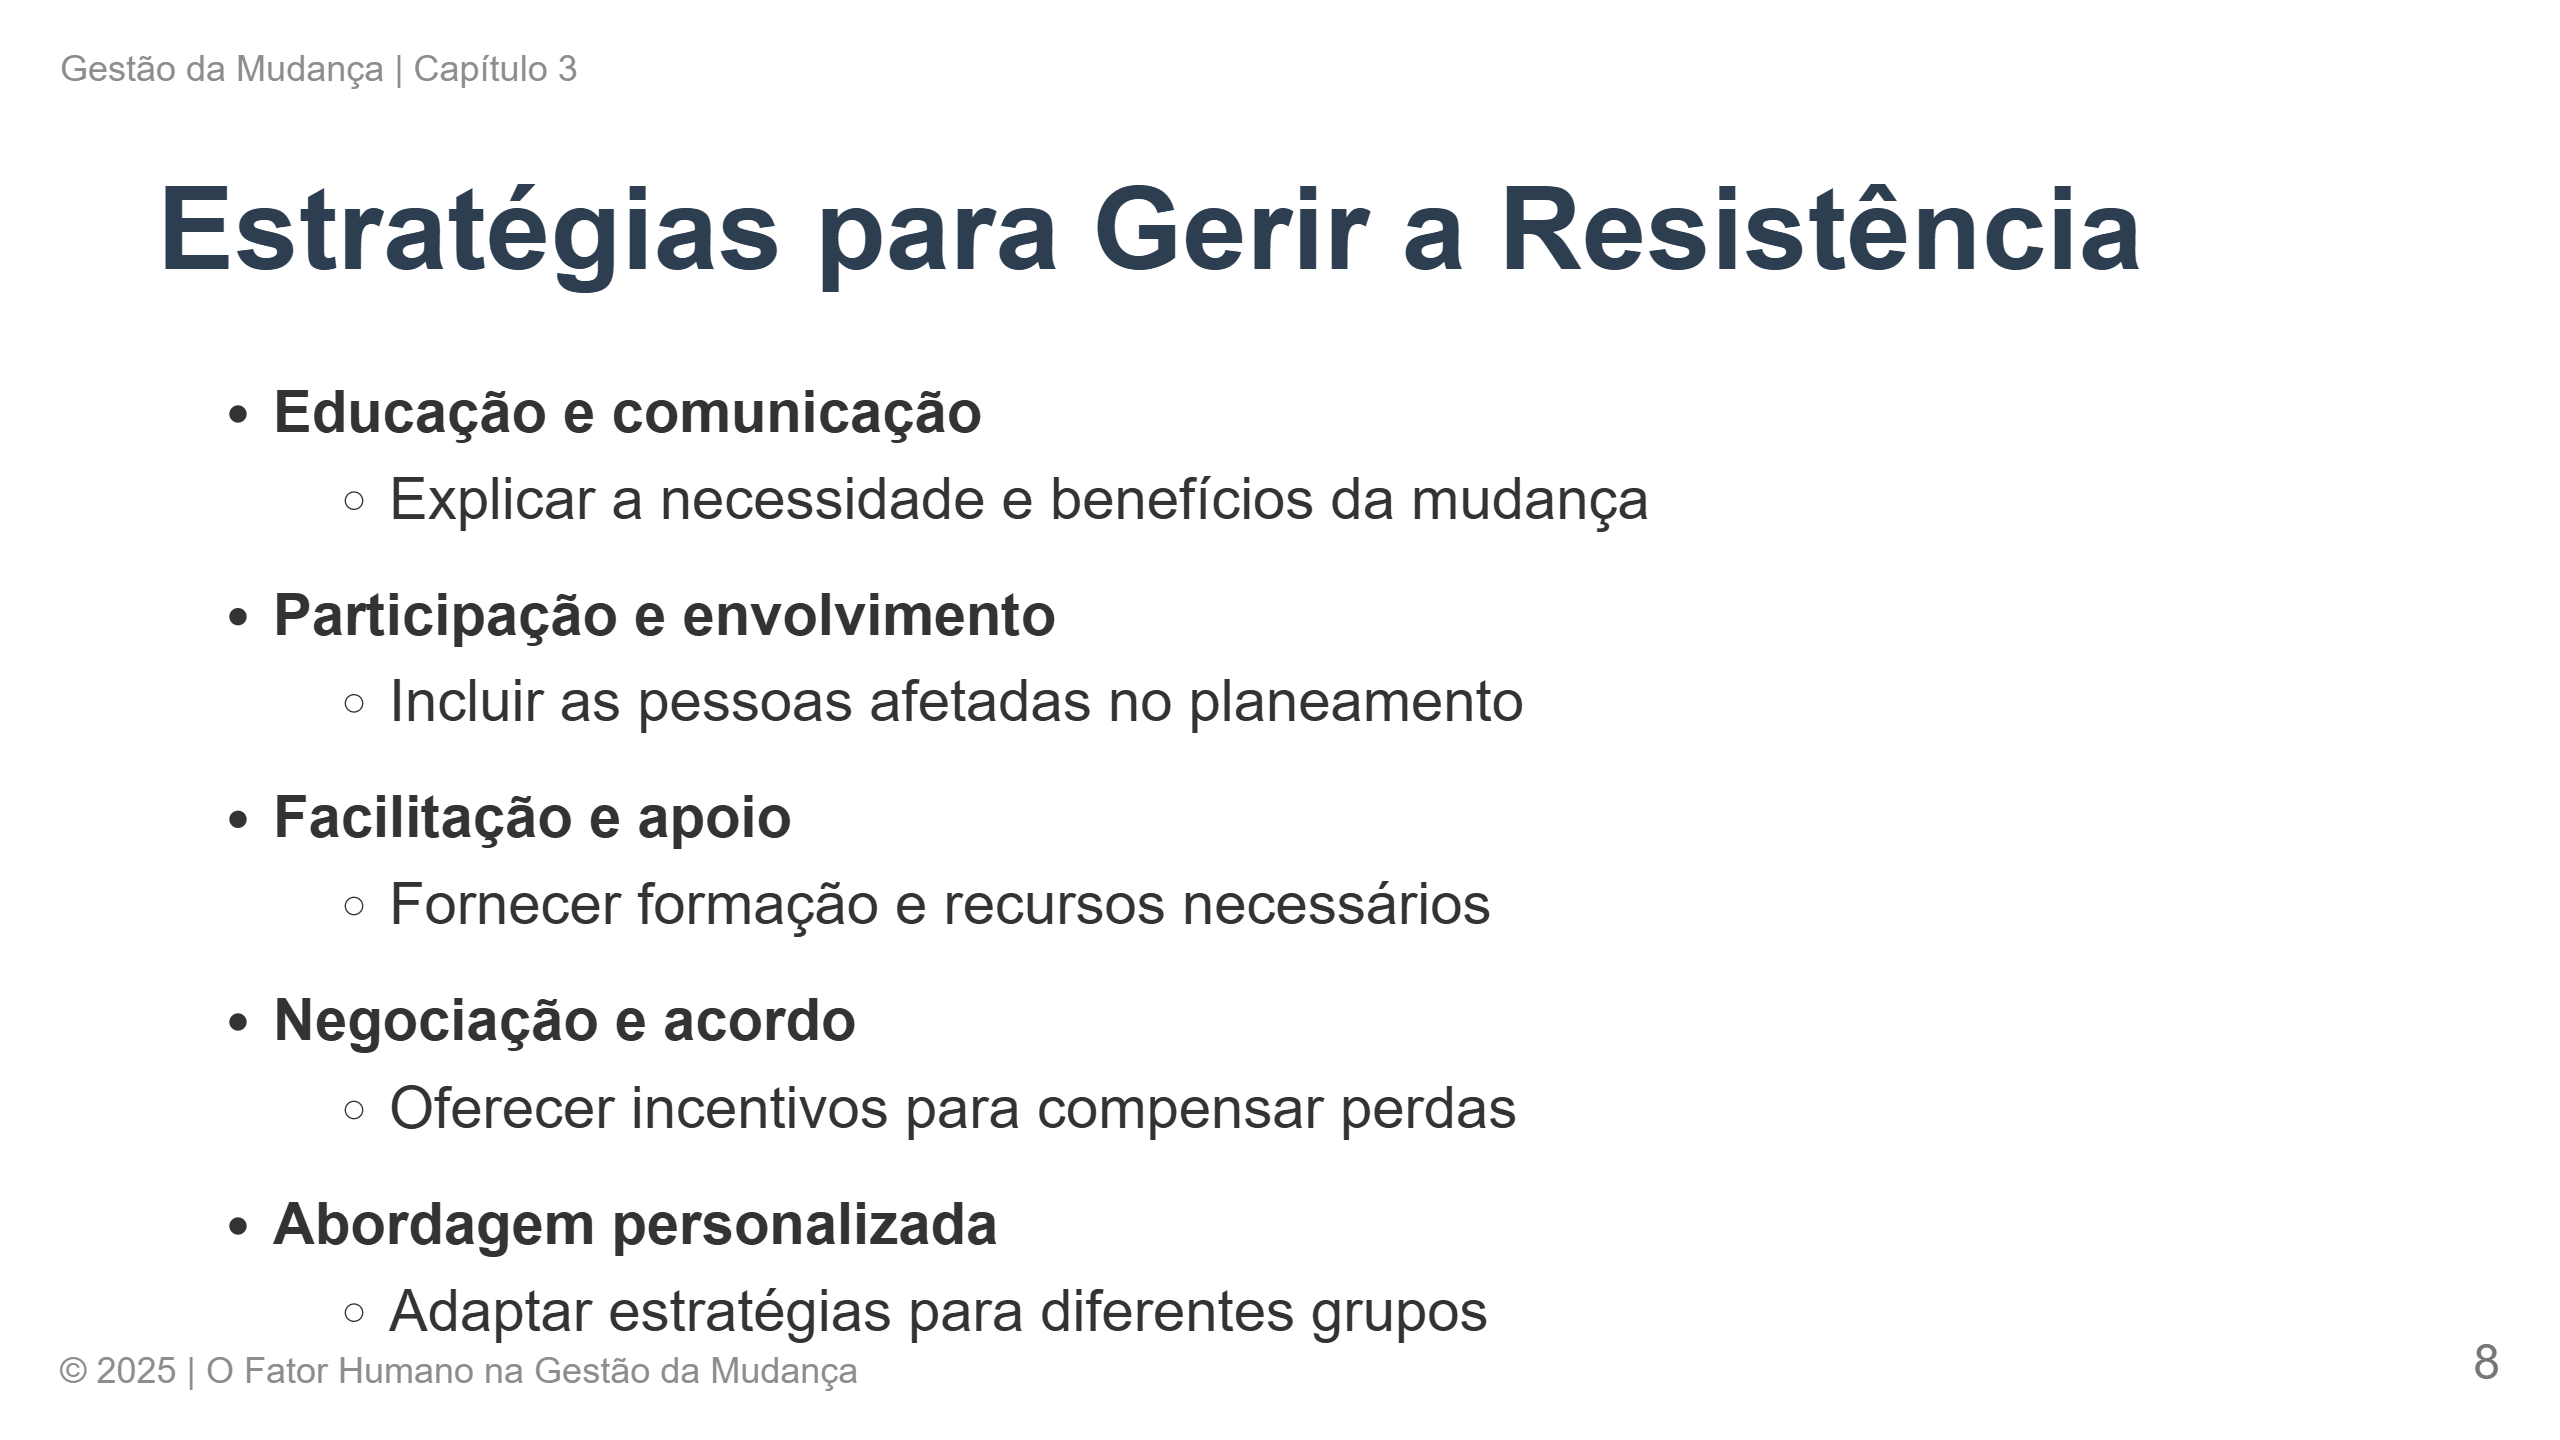 Gestão da Mudança | Capítulo 3
Estratégias para Gerir a Resistência
• Educação e comunicação
◦ Explicar a necessidade e benefícios da mudança
• Participação e envolvimento
◦ Incluir as pessoas afetadas no planeamento
• Facilitação e apoio
◦ Fornecer formação e recursos necessários
• Negociação e acordo
◦ Oferecer incentivos para compensar perdas
• Abordagem personalizada
◦ Adaptar estratégias para diferentes grupos
© 2025 | O Fator Humano na Gestão da Mudança
8